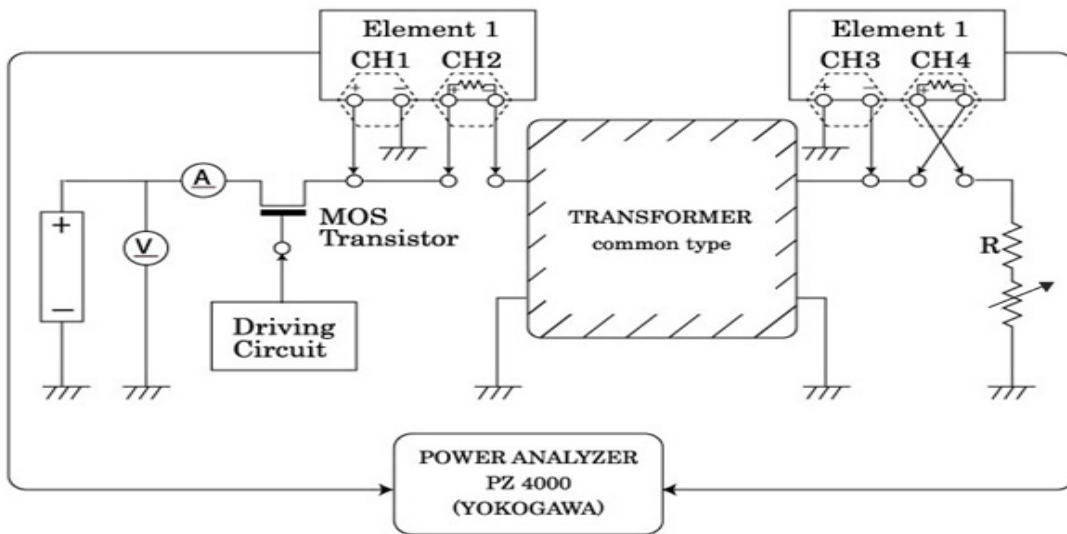 Element 1
CH1 CH2
+ − + −
Element 1
CH3 CH4
+ − + −
A
+
−
V
MOS
Transistor
Driving
Circuit
TRANSFORMER
common type
R
POWER ANALYZER
PZ 4000
(YOKOGAWA)